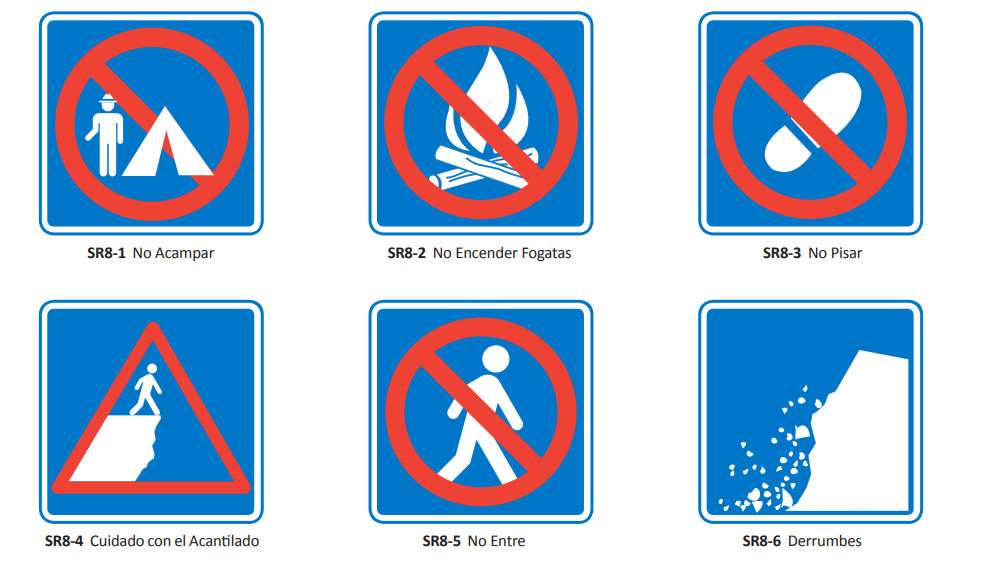 SR8-1 No Acampar
SR8-2 No Encender Fogatas
SR8-3 No Pisar
SR8-4 Cuidado con el Acantilado
SR8-5 No Entre
SR8-6 Derrumbes